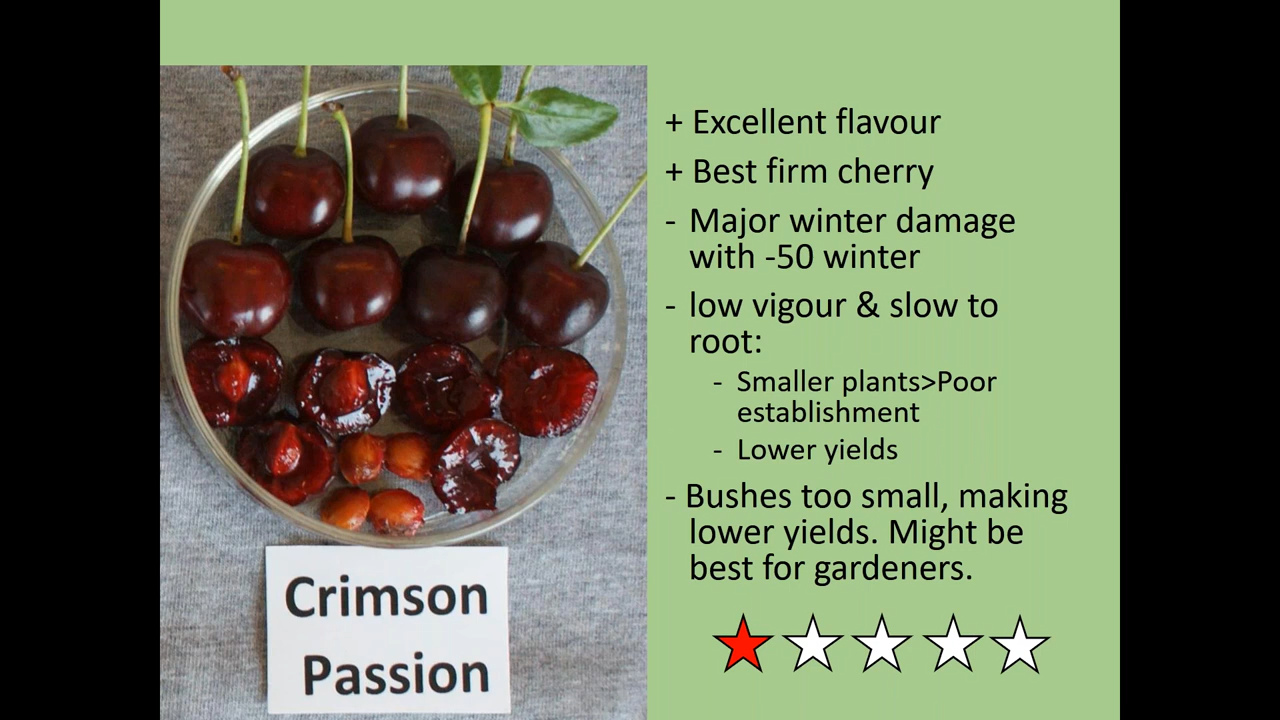 + Excellent flavour
+ Best firm cherry
- Major winter damage
with -50 winter
- low vigour & slow to
root:
- Smaller plants>Poor
establishment
- Lower yields
- Bushes too small, making
lower yields. Might be
best for gardeners.
Crimson
Passion